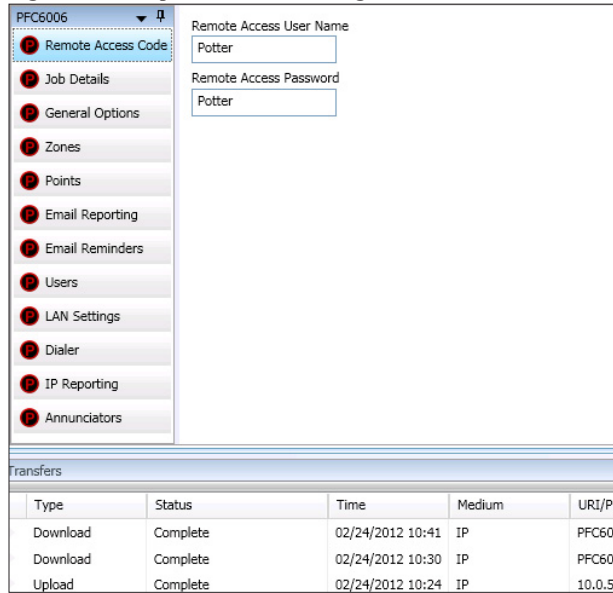 PFC6006
Remote Access Code
Job Details
General Options
Zones
Points
Email Reporting
Email Reminders
Users
LAN Settings
Dialer
IP Reporting
Annunciators
Remote Access User Name
Potter
Remote Access Password
Potter
Transfers
Type Status Time Medium URI/P
Download Complete 02/24/2012 10:41 IP PFC60
Download Complete 02/24/2012 10:30 IP PFC60
Upload Complete 02/24/2012 10:24 IP 10.0.5